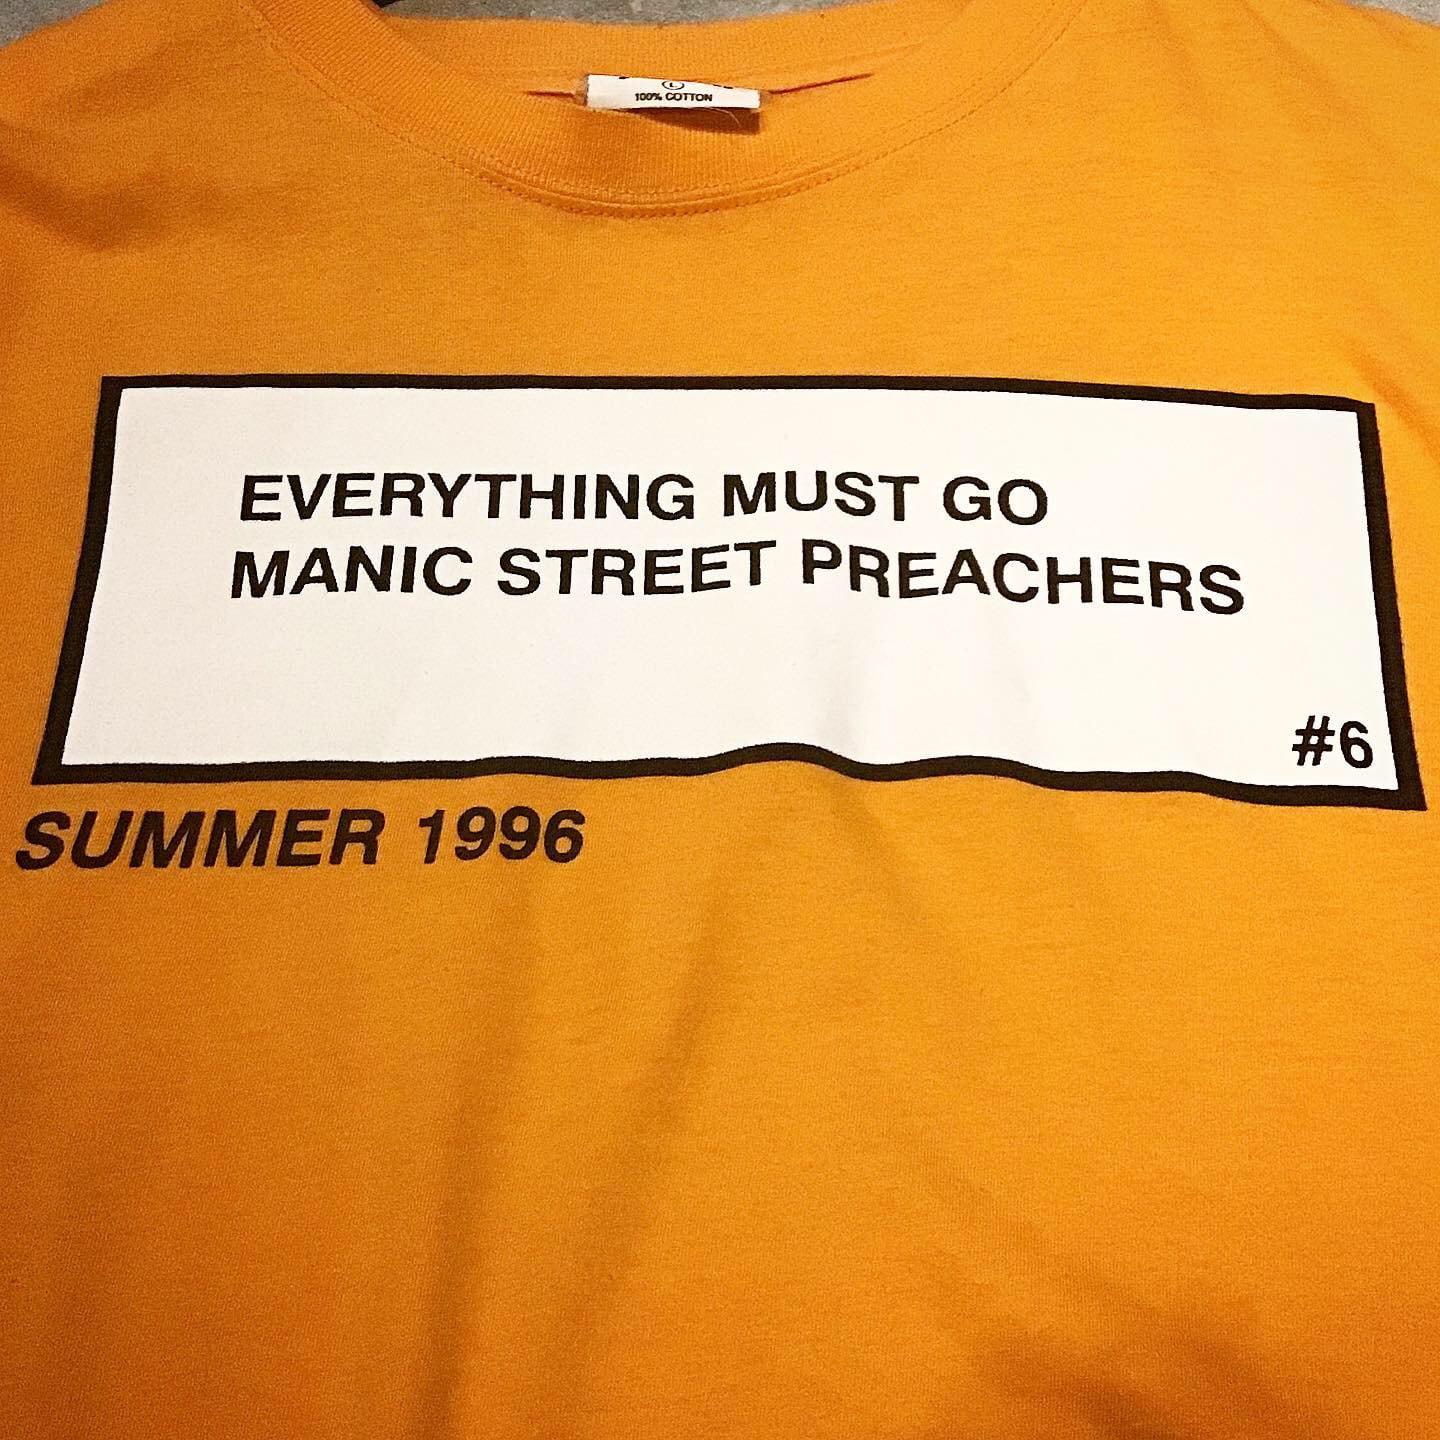 L
100% COTTON
EVERYTHING MUST GO
MANIC STREET PREACHERS
#6
SUMMER 1996